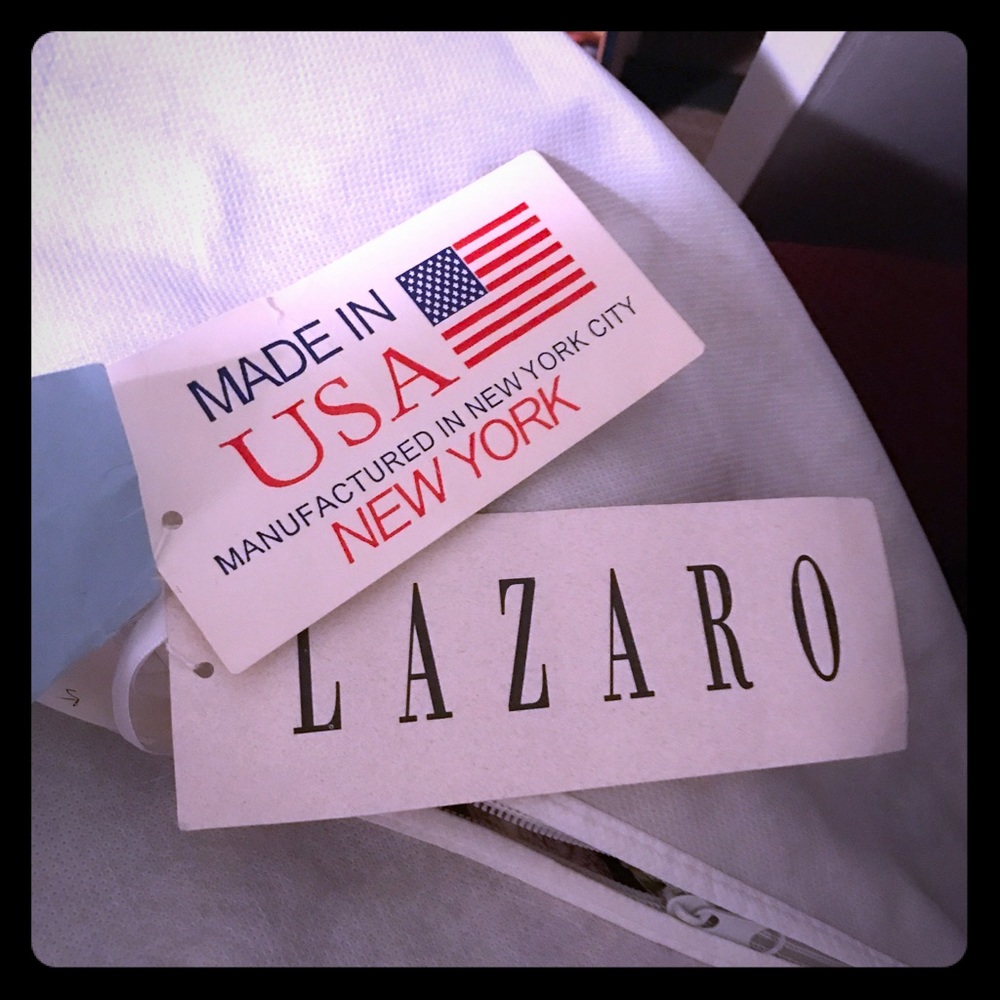 MADE IN
USA
MANUFACTURED IN NEW YORK CITY
NEW YORK
LAZARO